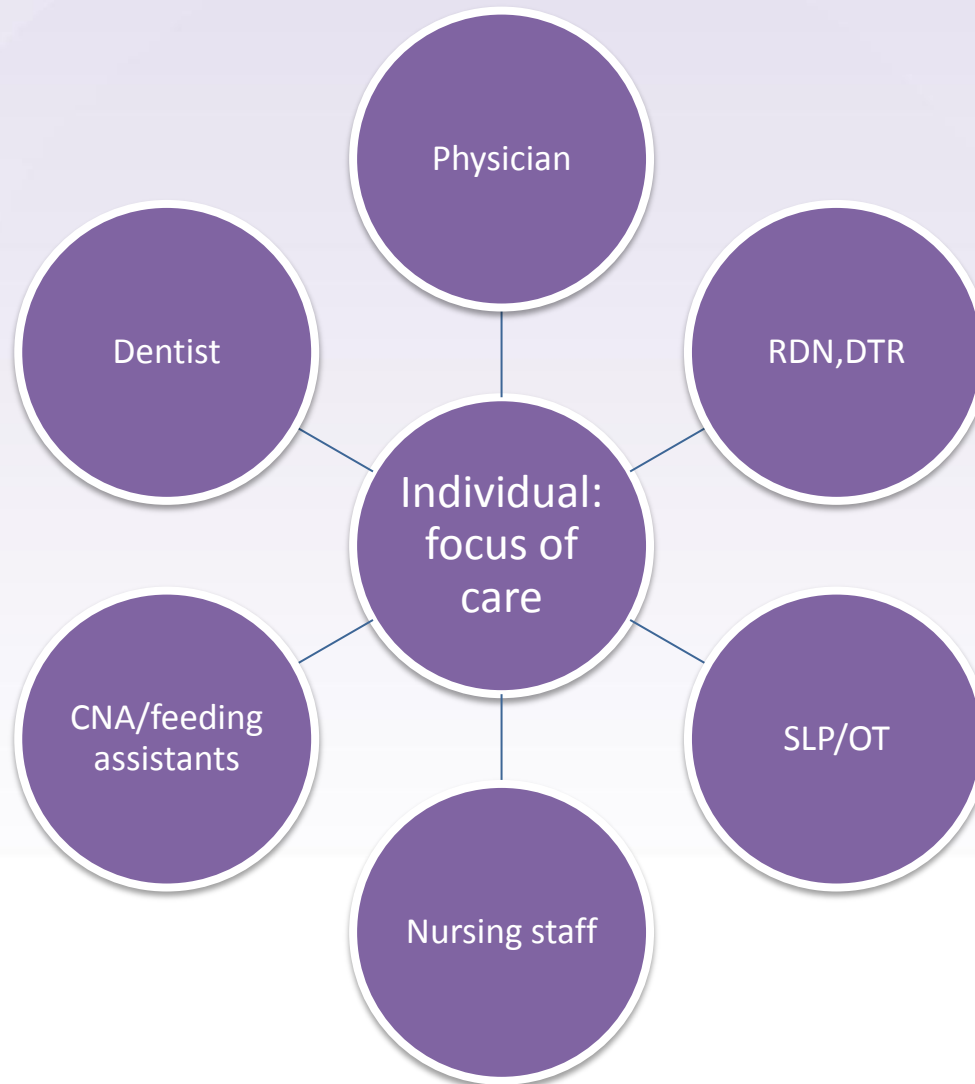 Physician
Dentist
RDN,DTR
Individual:
focus of
care
CNA/feeding
assistants
SLP/OT
Nursing staff